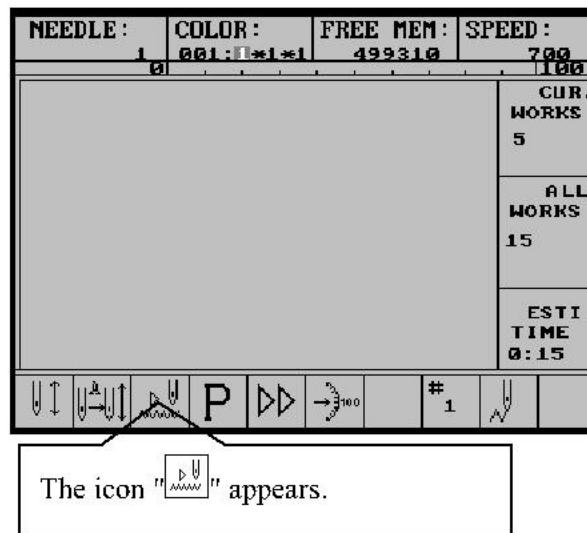 NEEDLE: COLOR: FREE MEM: SPEED:
1 001:1*1*1 499310 700
0 100
CUR.
WORKS
5
ALL
WORKS
15
ESTI
TIME
0:15
A P 100 # 1
The icon "" appears.